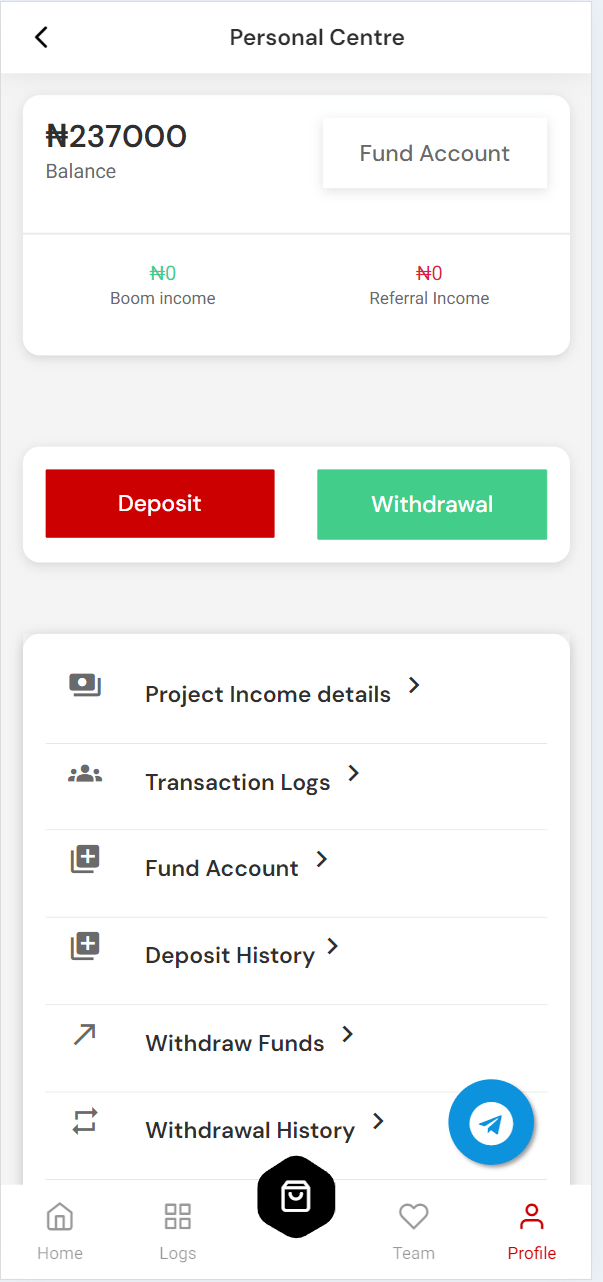 Personal Centre
₦237000
Balance
Fund Account
₦0
Boom income
₦0
Referral Income
Deposit
Withdrawal
Project Income details
Transaction Logs
Fund Account
Deposit History
Withdraw Funds
Withdrawal History
Home
Logs
Team
Profile